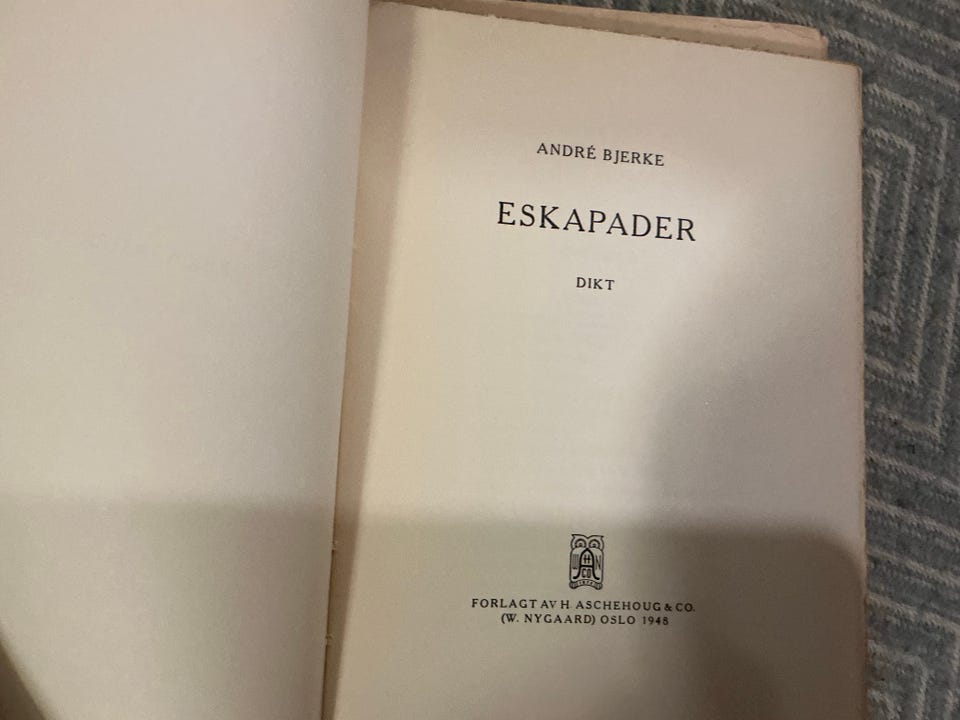 ANDRÉ BJERKE
ESKAPADER
DIKT
FORLAGT AV H. ASCHEHOUG & CO.
(W. NYGAARD) OSLO 1948